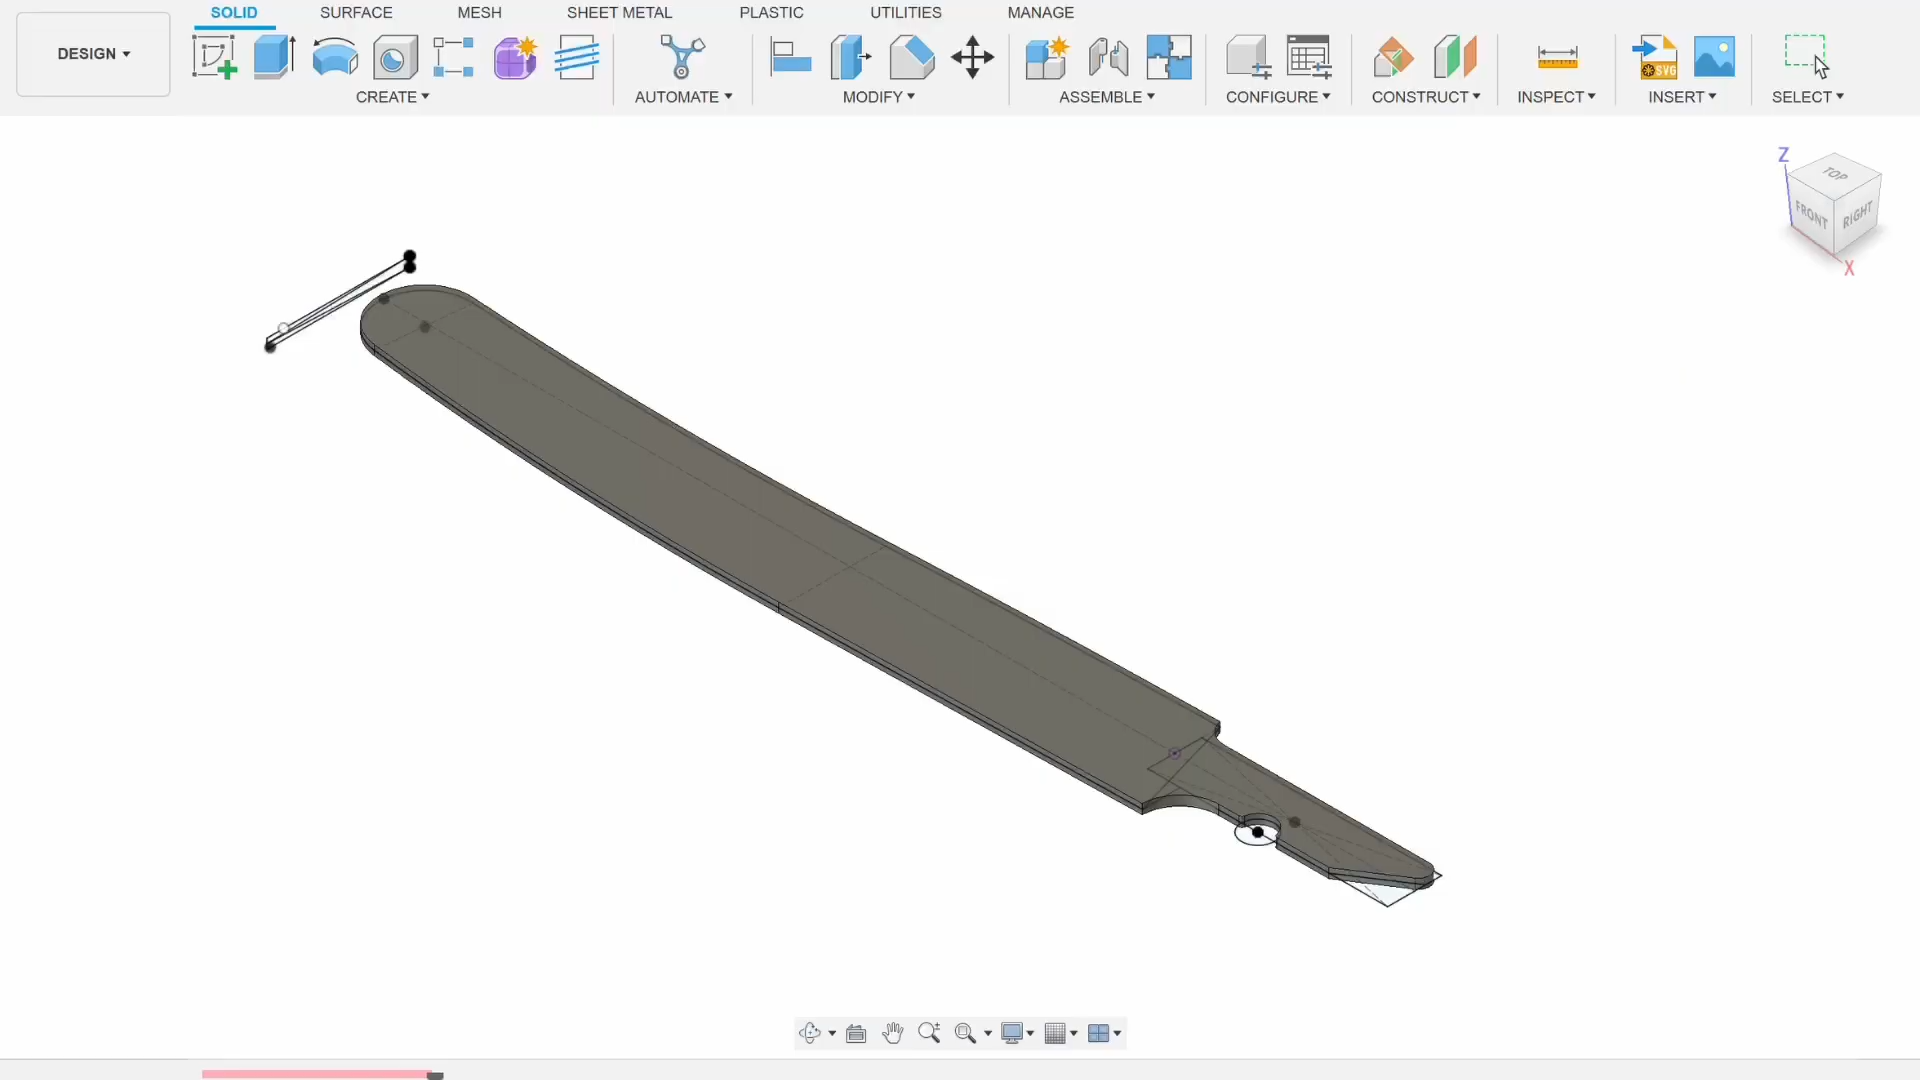 SOLID SURFACE MESH SHEET METAL PLASTIC UTILITIES MANAGE
DESIGN
SVG
CREATE AUTOMATE MODIFY ASSEMBLE CONFIGURE CONSTRUCT INSPECT INSERT SELECT
Z
TOP
FRONT RIGHT
X